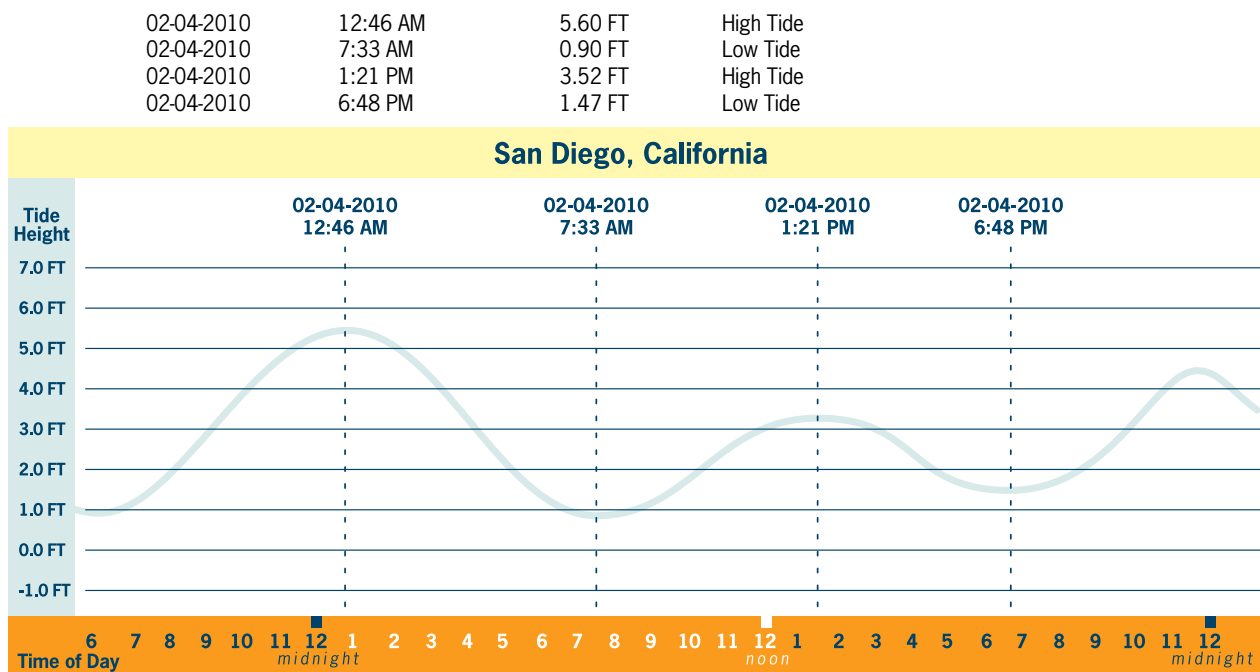 02-04-2010 12:46 AM 5.60 FT High Tide
02-04-2010 7:33 AM 0.90 FT Low Tide
02-04-2010 1:21 PM 3.52 FT High Tide
02-04-2010 6:48 PM 1.47 FT Low Tide
San Diego, California
Tide
Height
02-04-2010 02-04-2010 02-04-2010 02-04-2010
12:46 AM 7:33 AM 1:21 PM 6:48 PM
7.0 FT
6.0 FT
5.0 FT
4.0 FT
3.0 FT
2.0 FT
1.0 FT
0.0 FT
-1.0 FT
6 7 8 9 10 11 12 1 2 3 4 5 6 7 8 9 10 11 12 1 2 3 4 5 6 7 8 9 10 11 12
Time of Day midnight noon midnight